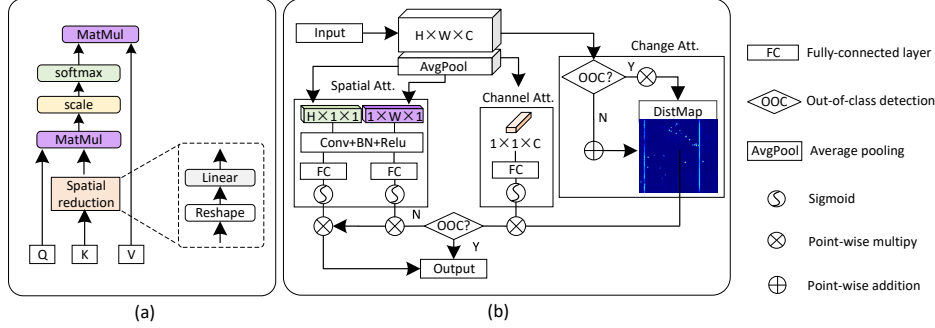 MatMul
softmax
scale
MatMul
Spatial
reduction
Q
K
V
Linear
Reshape
(a)
Input
H×W×C
AvgPool
Spatial Att.
H×1×1
1×W×1
Conv+BN+Relu
FC
FC
Channel Att.
1×1×C
FC
Change Att.
OOC?
Y
N
DistMap
N
OOC?
Y
Output
(b)
FC
Fully-connected layer
OOC
Out-of-class detection
AvgPool
Average pooling
Sigmoid
Point-wise multipy
Point-wise addition